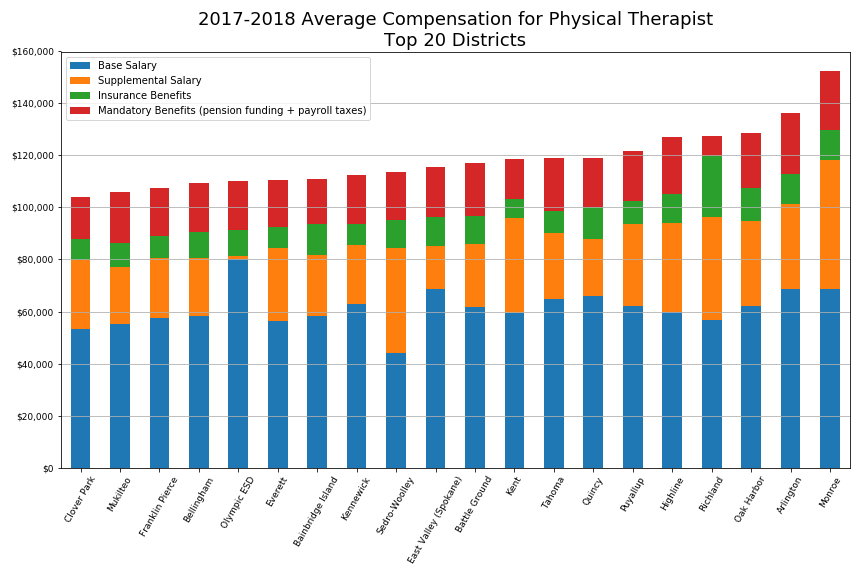 2017-2018 Average Compensation for Physical Therapist
Top 20 Districts
Base Salary
Supplemental Salary
Insurance Benefits
Mandatory Benefits (pension funding + payroll taxes)
$160,000
$140,000
$120,000
$100,000
$80,000
$60,000
$40,000
$20,000
$0
Clover Park
Mukilteo
Franklin Pierce
Bellingham
Olympic ESD
Everett
Bainbridge Island
Kennewick
Sedro-Woolley
East Valley (Spokane)
Battle Ground
Kent
Tahoma
Quincy
Puyallup
Highline
Richland
Oak Harbor
Arlington
Monroe